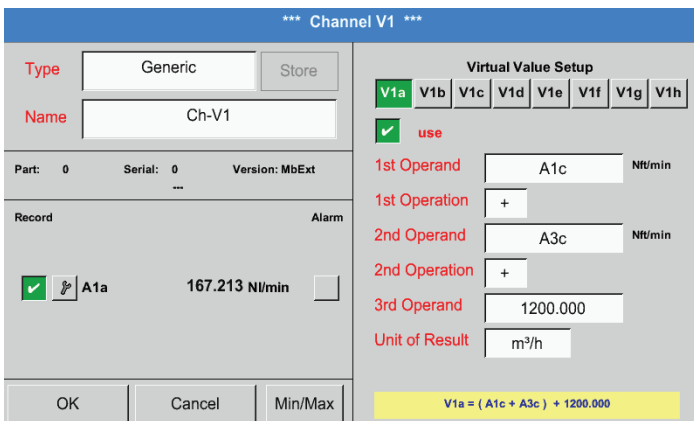 *** Channel V1 ***
Type
Generic
Store
Name
Ch-V1
Part: 0 Serial: 0 Version: MbExt
---
Record
Alarm
A1a
167.213 Nl/min
OK
Cancel
Min/Max
Virtual Value Setup
V1a V1b V1c V1d V1e V1f V1g V1h
use
1st Operand
A1c
Nft/min
1st Operation
+
2nd Operand
A3c
Nft/min
2nd Operation
+
3rd Operand
1200.000
Unit of Result
m³/h
V1a = ( A1c + A3c ) + 1200.000